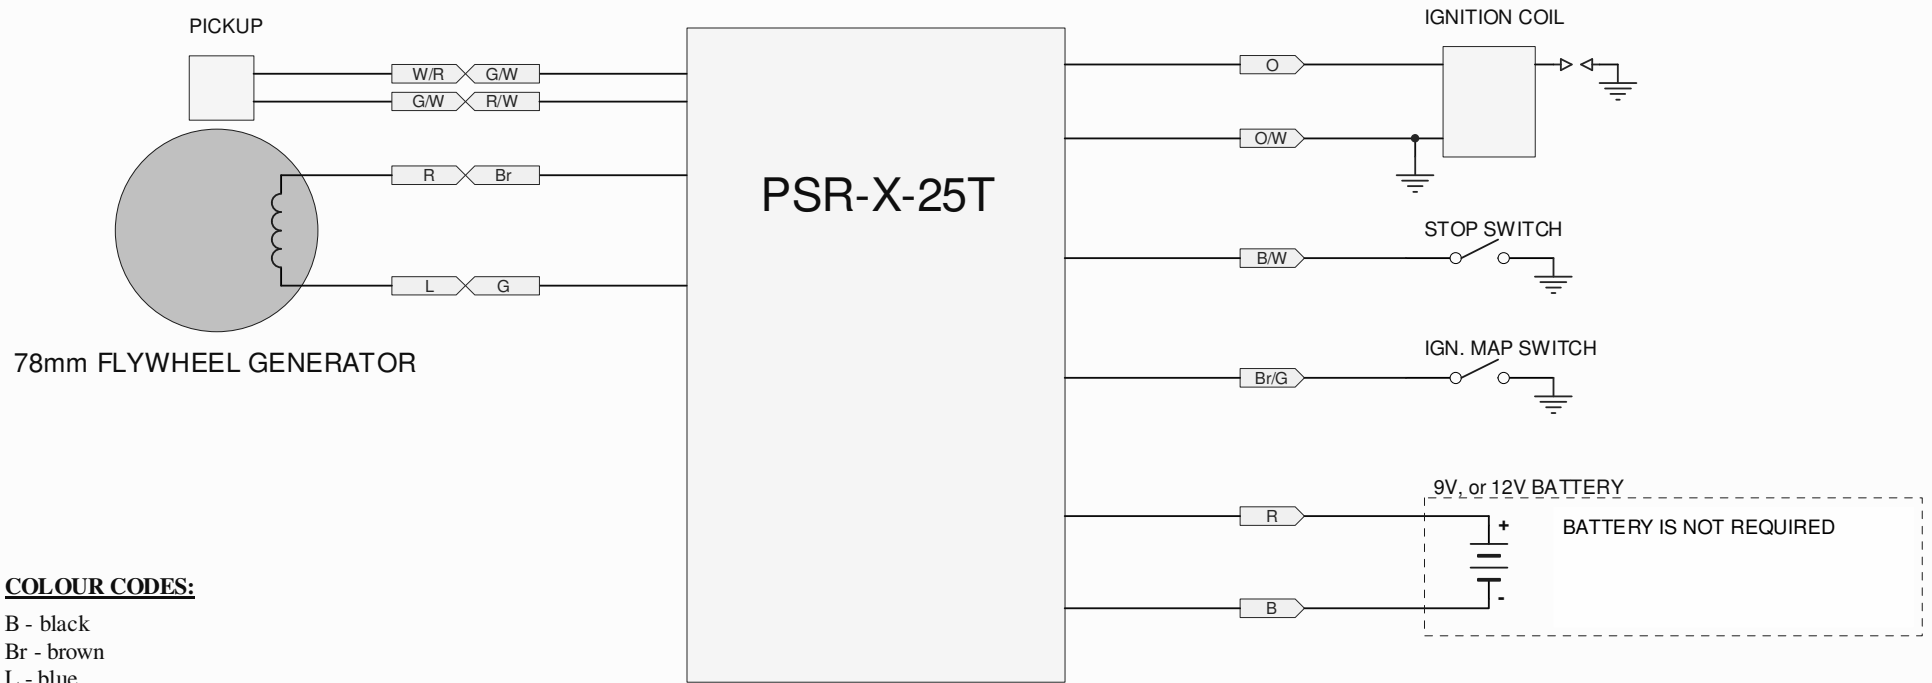 PICKUP
W/R G/W
G/W R/W
R Br
L G
78mm FLYWHEEL GENERATOR
PSR-X-25T
IGNITION COIL
O
O/W
STOP SWITCH
B/W
IGN. MAP SWITCH
Br/G
9V, or 12V BATTERY
R
+
BATTERY IS NOT REQUIRED
-
B
COLOUR CODES:
B - black
Br - brown
L - blue